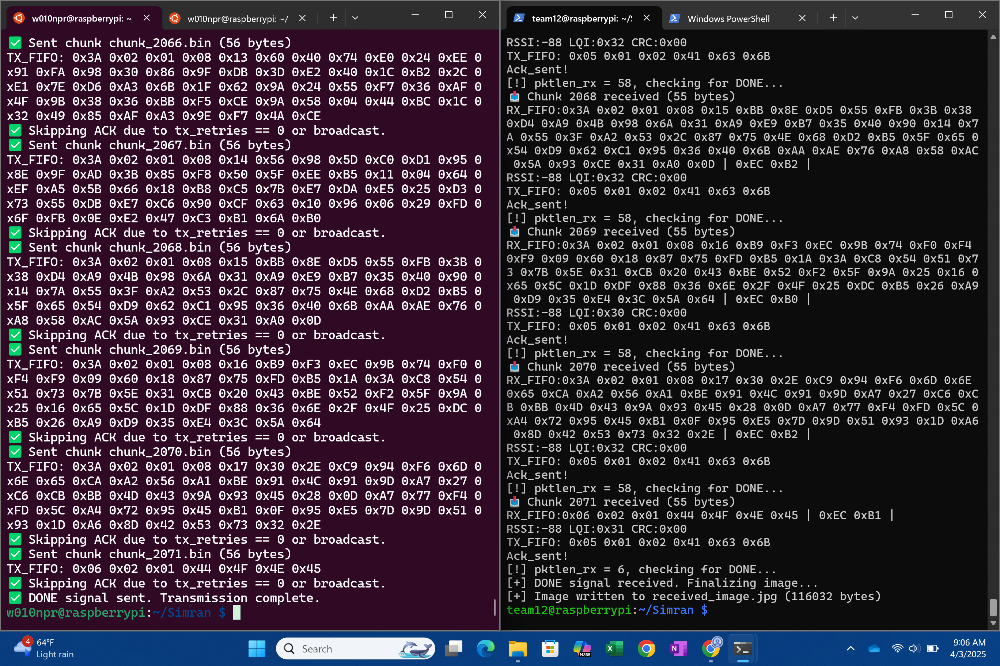 w010npr@raspberrypi: ~
w010npr@raspberrypi: ~/
Sent chunk chunk_2066.bin (56 bytes)
TX_FIFO: 0x3A 0x02 0x01 0x08 0x13 0x60 0x40 0x74 0xE0 0x24 0xEE 0
x91 0xFA 0x98 0x30 0x86 0x9F 0xDB 0x3D 0xE2 0x40 0x1C 0xB2 0x2C 0
xE1 0x7E 0xD6 0xA3 0x6B 0x1F 0x62 0x9A 0x24 0x55 0xF7 0x36 0xAF 0
x4F 0x9B 0x38 0x36 0xBB 0xF5 0xCE 0x9A 0x58 0x04 0x44 0xBC 0x1C 0
x32 0x49 0x85 0xAF 0xA3 0x9E 0xF7 0x4A 0xCE
Skipping ACK due to tx_retries == 0 or broadcast.
Sent chunk chunk_2067.bin (56 bytes)
TX_FIFO: 0x3A 0x02 0x01 0x08 0x14 0x56 0x98 0x5D 0xC0 0xD1 0x95 0
x8E 0x9F 0xAD 0x3B 0x85 0xF8 0x50 0x5F 0xEE 0xB5 0x11 0x04 0x64 0
xEF 0xA5 0x5B 0x66 0x18 0xB8 0xC5 0x7B 0xE7 0xDA 0xE5 0x25 0xD3 0
x73 0x55 0xDB 0xE7 0xC6 0x90 0xCF 0x63 0x10 0x96 0x06 0x29 0xFD 0
x6F 0xFB 0x0E 0xE2 0x47 0xC3 0xB1 0x6A 0xB0
Skipping ACK due to tx_retries == 0 or broadcast.
Sent chunk chunk_2068.bin (56 bytes)
TX_FIFO: 0x3A 0x02 0x01 0x08 0x15 0xBB 0x8E 0xD5 0x55 0xFB 0x3B 0
x38 0xD4 0xA9 0x4B 0x98 0x6A 0x31 0xA9 0xE9 0xB7 0x35 0x40 0x90 0
x14 0x7A 0x55 0x3F 0xA2 0x53 0x2C 0x87 0x75 0x4E 0x68 0xD2 0xB5 0
x5F 0x65 0x54 0xD9 0x62 0xC1 0x95 0x36 0x40 0x6B 0xAA 0xAE 0x76 0
xA8 0x58 0xAC 0x5A 0x93 0xCE 0x31 0xA0 0x0D
Skipping ACK due to tx_retries == 0 or broadcast.
Sent chunk chunk_2069.bin (56 bytes)
TX_FIFO: 0x3A 0x02 0x01 0x08 0x16 0xB9 0xF3 0xEC 0x9B 0x74 0xF0 0
xF4 0xF9 0x09 0x60 0x18 0x87 0x75 0xFD 0xB5 0x1A 0x3A 0xC8 0x54 0
x51 0x73 0x7B 0x5E 0x31 0xCB 0x20 0x43 0xBE 0x52 0xF2 0x5F 0x9A 0
x25 0x16 0x65 0x5C 0x1D 0xDF 0x88 0x36 0x6E 0x2F 0x4F 0x25 0xDC 0
xB5 0x26 0xA9 0xD9 0x35 0xE4 0x3C 0x5A 0x64
Skipping ACK due to tx_retries == 0 or broadcast.
Sent chunk chunk_2070.bin (56 bytes)
TX_FIFO: 0x3A 0x02 0x01 0x08 0x17 0x30 0x2E 0xC9 0x94 0xF6 0x6D 0
x6E 0x65 0xCA 0xA2 0x56 0xA1 0xBE 0x91 0x4C 0x91 0x9D 0xA7 0x27 0
xC6 0xCB 0xBB 0x4D 0x43 0x9A 0x93 0x45 0x28 0x0D 0xA7 0x77 0xF4 0
xFD 0x5C 0xA4 0x72 0x95 0x45 0xB1 0x0F 0x95 0xE5 0x7D 0x9D 0x51 0
x93 0x1D 0xA6 0x8D 0x42 0x53 0x73 0x32 0x2E
Skipping ACK due to tx_retries == 0 or broadcast.
Sent chunk chunk_2071.bin (56 bytes)
TX_FIFO: 0x06 0x02 0x01 0x44 0x4F 0x4E 0x45
Skipping ACK due to tx_retries == 0 or broadcast.
DONE signal sent. Transmission complete.
w010npr@raspberrypi:~/Simran $
team12@raspberrypi: ~/S
Windows PowerShell
RSSI:-88 LQI:0x32 CRC:0x00
TX_FIFO: 0x05 0x01 0x02 0x41 0x63 0x6B
Ack_sent!
[!] pktlen_rx = 58, checking for DONE...
Chunk 2068 received (55 bytes)
RX_FIFO:0x3A 0x02 0x01 0x08 0x15 0xBB 0x8E 0xD5 0x55 0xFB 0x3B 0x38
0xD4 0xA9 0x4B 0x98 0x6A 0x31 0xA9 0xE9 0xB7 0x35 0x40 0x90 0x14 0x7
A 0x55 0x3F 0xA2 0x53 0x2C 0x87 0x75 0x4E 0x68 0xD2 0xB5 0x5F 0x65 0
x54 0xD9 0x62 0xC1 0x95 0x36 0x40 0x6B 0xAA 0xAE 0x76 0xA8 0x58 0xAC
0x5A 0x93 0xCE 0x31 0xA0 0x0D | 0xEC 0xB2 |
RSSI:-88 LQI:0x32 CRC:0x00
TX_FIFO: 0x05 0x01 0x02 0x41 0x63 0x6B
Ack_sent!
[!] pktlen_rx = 58, checking for DONE...
Chunk 2069 received (55 bytes)
RX_FIFO:0x3A 0x02 0x01 0x08 0x16 0xB9 0xF3 0xEC 0x9B 0x74 0xF0 0xF4
0xF9 0x09 0x60 0x18 0x87 0x75 0xFD 0xB5 0x1A 0x3A 0xC8 0x54 0x51 0x7
3 0x7B 0x5E 0x31 0xCB 0x20 0x43 0xBE 0x52 0xF2 0x5F 0x9A 0x25 0x16 0
x65 0x5C 0x1D 0xDF 0x88 0x36 0x6E 0x2F 0x4F 0x25 0xDC 0xB5 0x26 0xA9
0xD9 0x35 0xE4 0x3C 0x5A 0x64 | 0xEC 0xB0 |
RSSI:-88 LQI:0x30 CRC:0x00
TX_FIFO: 0x05 0x01 0x02 0x41 0x63 0x6B
Ack_sent!
[!] pktlen_rx = 58, checking for DONE...
Chunk 2070 received (55 bytes)
RX_FIFO:0x3A 0x02 0x01 0x08 0x17 0x30 0x2E 0xC9 0x94 0xF6 0x6D 0x6E
0x65 0xCA 0xA2 0x56 0xA1 0xBE 0x91 0x4C 0x91 0x9D 0xA7 0x27 0xC6 0xC
B 0xBB 0x4D 0x43 0x9A 0x93 0x45 0x28 0x0D 0xA7 0x77 0xF4 0xFD 0x5C 0
xA4 0x72 0x95 0x45 0xB1 0x0F 0x95 0xE5 0x7D 0x9D 0x51 0x93 0x1D 0xA6
0x8D 0x42 0x53 0x73 0x32 0x2E | 0xEC 0xB2 |
RSSI:-88 LQI:0x32 CRC:0x00
TX_FIFO: 0x05 0x01 0x02 0x41 0x63 0x6B
Ack_sent!
[!] pktlen_rx = 58, checking for DONE...
Chunk 2071 received (55 bytes)
RX_FIFO:0x06 0x02 0x01 0x44 0x4F 0x4E 0x45 | 0xEC 0xB1 |
RSSI:-88 LQI:0x31 CRC:0x00
TX_FIFO: 0x05 0x01 0x02 0x41 0x63 0x6B
Ack_sent!
[!] pktlen_rx = 6, checking for DONE...
[+] DONE signal received. Finalizing image...
[+] Image written to received_image.jpg (116032 bytes)
team12@raspberrypi:~/Simran $
4
64°F
Light rain
Search
M365
9:06 AM
4/3/2025